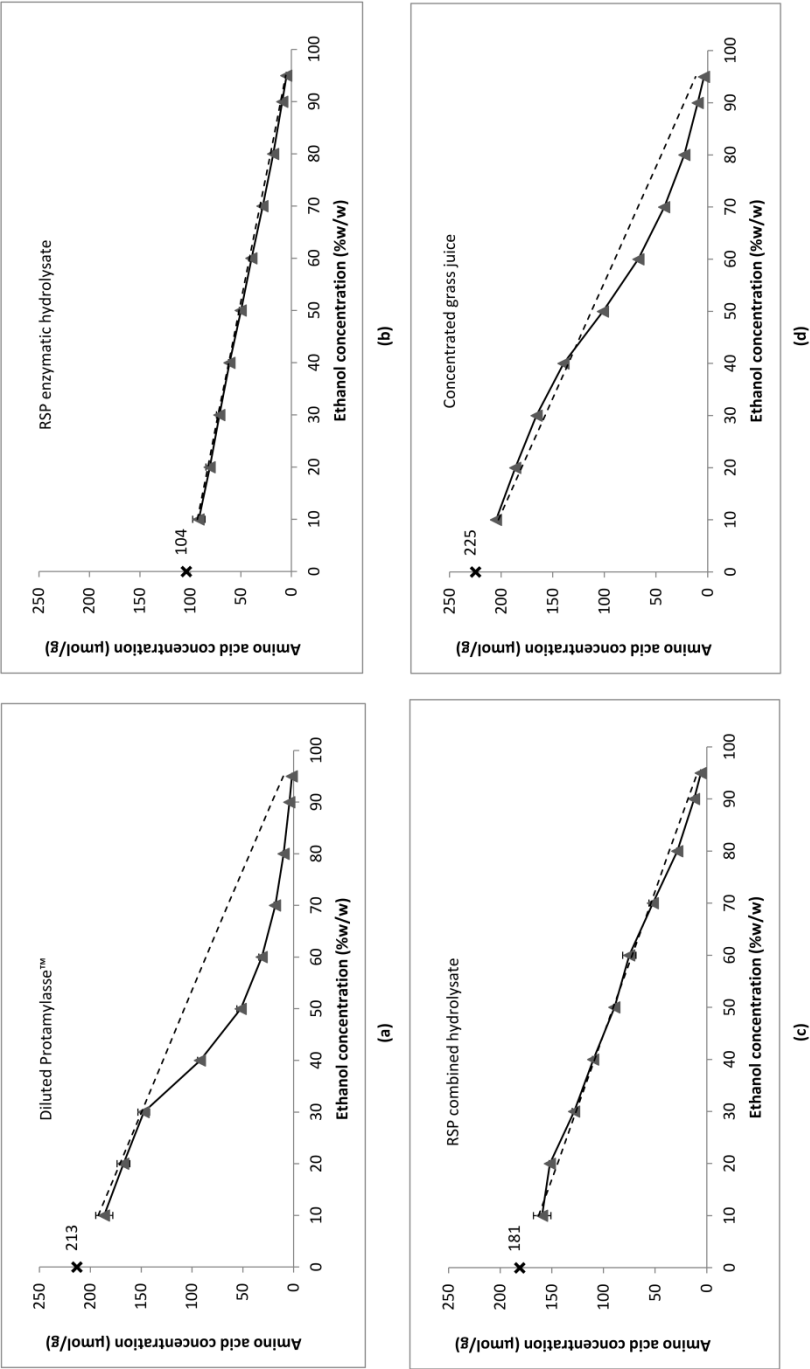 Diluted Protamylasse™
213
Amino acid concentration (µmol/g)
250
200
150
100
50
0
0 10 20 30 40 50 60 70 80 90 100
Ethanol concentration (%w/w)
(a)
RSP enzymatic hydrolysate
104
Amino acid concentration (µmol/g)
250
200
150
100
50
0
0 10 20 30 40 50 60 70 80 90 100
Ethanol concentration (%w/w)
(b)
RSP combined hydrolysate
181
Amino acid concentration (µmol/g)
250
200
150
100
50
0
0 10 20 30 40 50 60 70 80 90 100
Ethanol concentration (%w/w)
(c)
Concentrated grass juice
225
Amino acid concentration (µmol/g)
250
200
150
100
50
0
0 10 20 30 40 50 60 70 80 90 100
Ethanol concentration (%w/w)
(d)